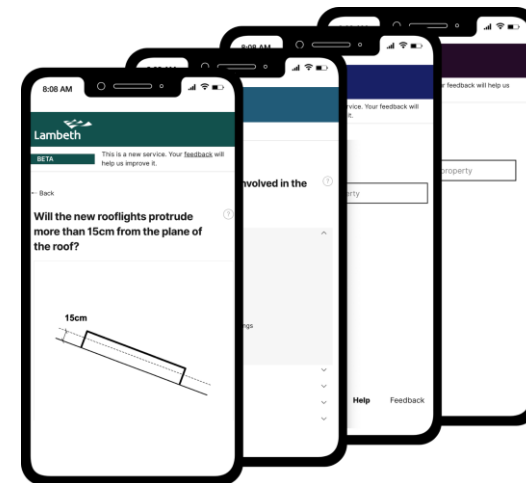 8:08 AM
Lambeth
BETA
This is a new service. Your feedback will
help us improve it.
← Back
Will the new rooflights protrude
more than 15cm from the plane of
the roof?
15cm
nvolved in the
ngs
8:08 AM
rvice. Your feedback will
it.
rty
Help
Feedback
r feedback will help us
property